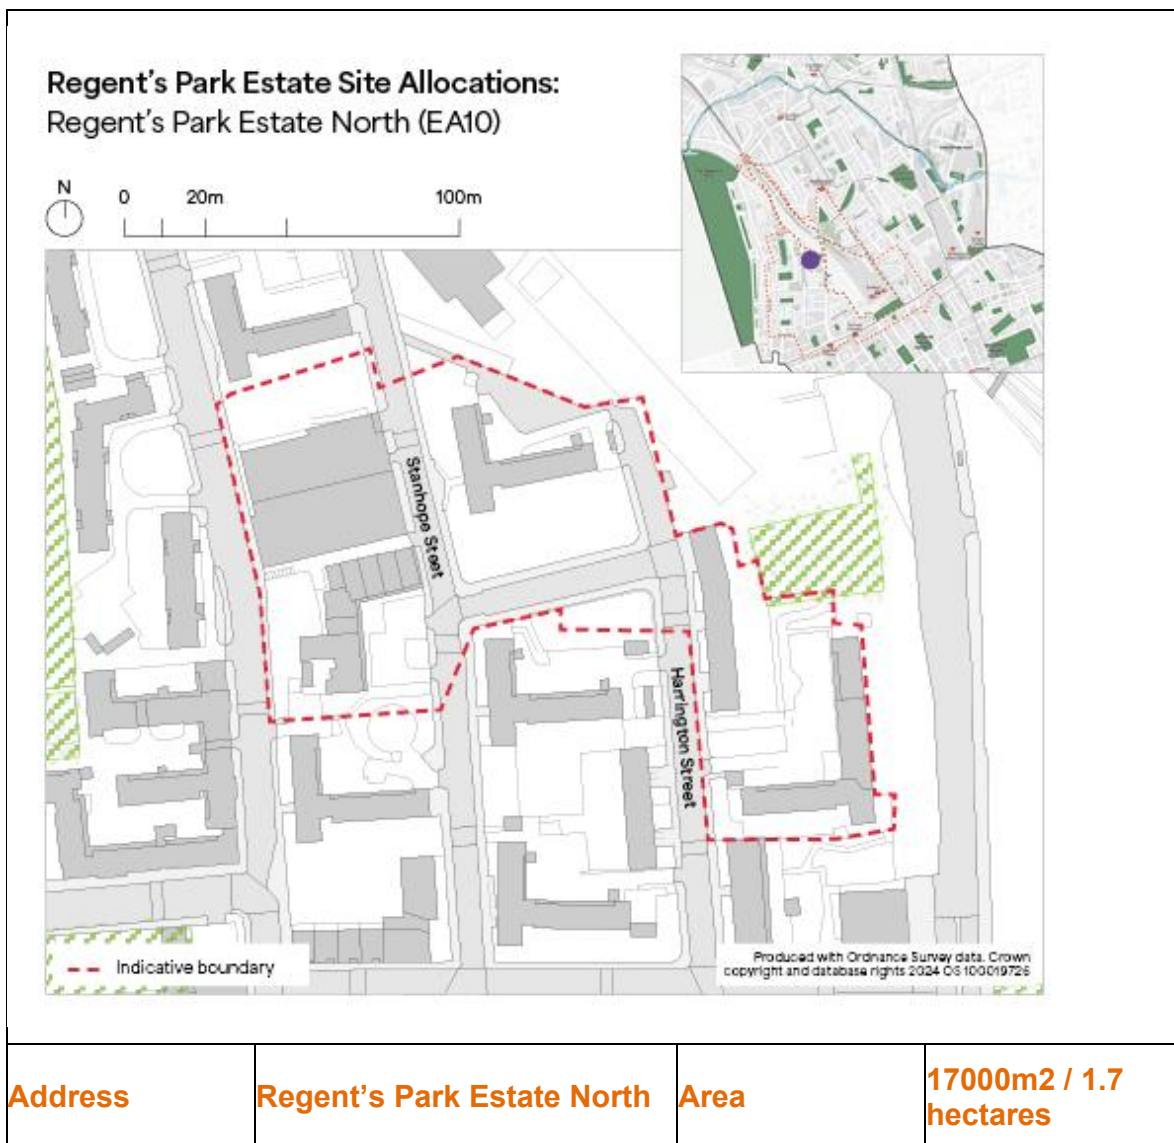 Regent's Park Estate Site Allocations:
Regent's Park Estate North (EA10)
N
0
20m
100m
Stanhope Steet
Harrington Street
Indicative boundary
Produced with Ordnance Survey data. Crown
copyright and database rights 2024 OS 100019726
Address
Regent's Park Estate North
Area
17000m2 / 1.7
hectares